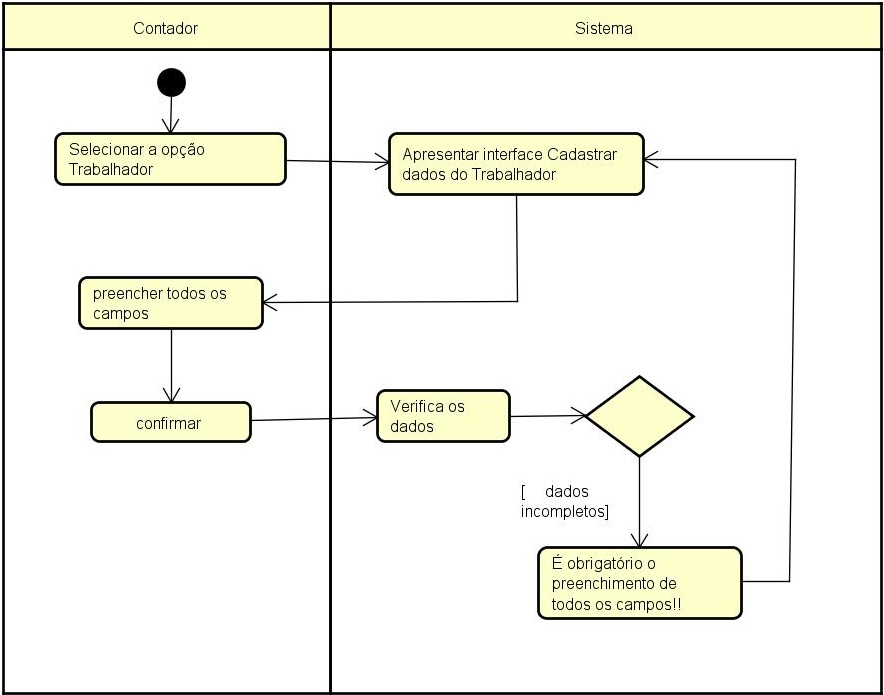 Contador
Sistema
Selecionar a opção
Trabalhador
Apresentar interface Cadastrar
dados do Trabalhador
preencher todos os
campos
confirmar
Verifica os
dados
[ dados
incompletos]
É obrigatório o
preenchimento de
todos os campos!!